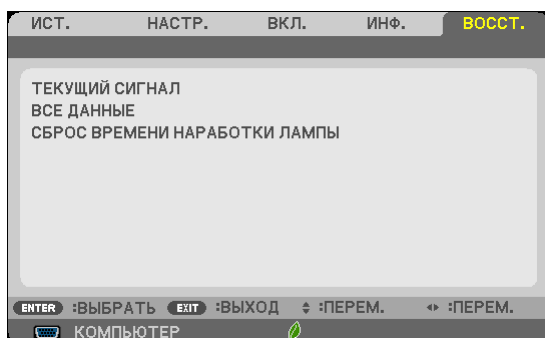 ИСТ. НАСТР. ВКЛ. ИНФ. ВОССТ.
ТЕКУЩИЙ СИГНАЛ
ВСЕ ДАННЫЕ
СБРОС ВРЕМЕНИ НАРАБОТКИ ЛАМПЫ
ENTER :ВЫБРАТЬ EXIT :ВЫХОД :ПЕРЕМ. :ПЕРЕМ.
КОМПЬЮТЕР